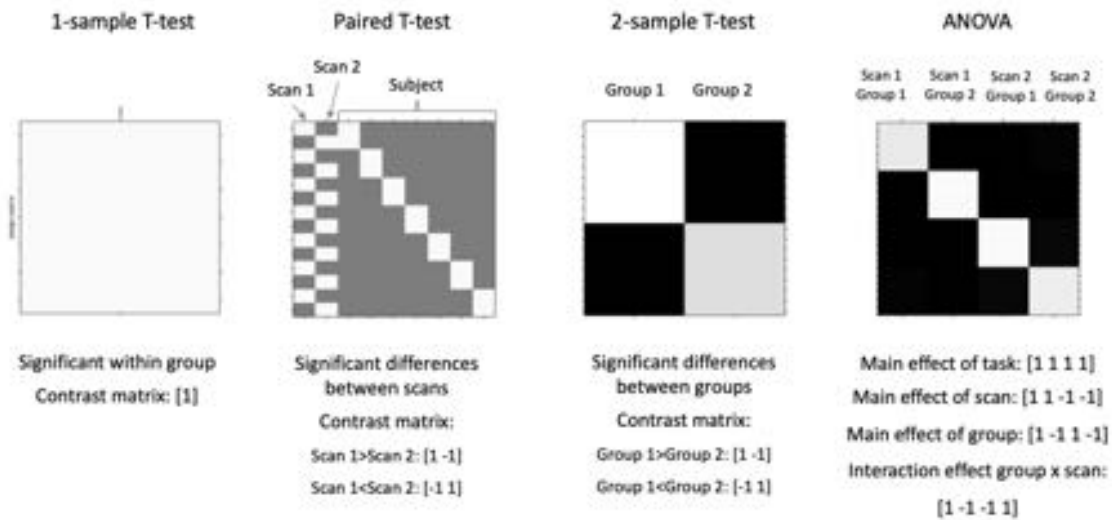 1-sample T-test
Significant within group
Contrast matrix: [1]
Paired T-test
Scan 1
Scan 2
Subject
Significant differences
between scans
Contrast matrix:
Scan 1>Scan 2: [1 -1]
Scan 1<Scan 2: [-1 1]
2-sample T-test
Group 1
Group 2
Significant differences
between groups
Contrast matrix:
Group 1>Group 2: [1 -1]
Group 1<Group 2: [-1 1]
ANOVA
Scan 1 Scan 1 Scan 2 Scan 2
Group 1 Group 2 Group 1 Group 2
Main effect of task: [1 1 1 1]
Main effect of scan: [1 1 -1 -1]
Main effect of group: [1 -1 1 -1]
Interaction effect group x scan:
[1 -1 -1 1]